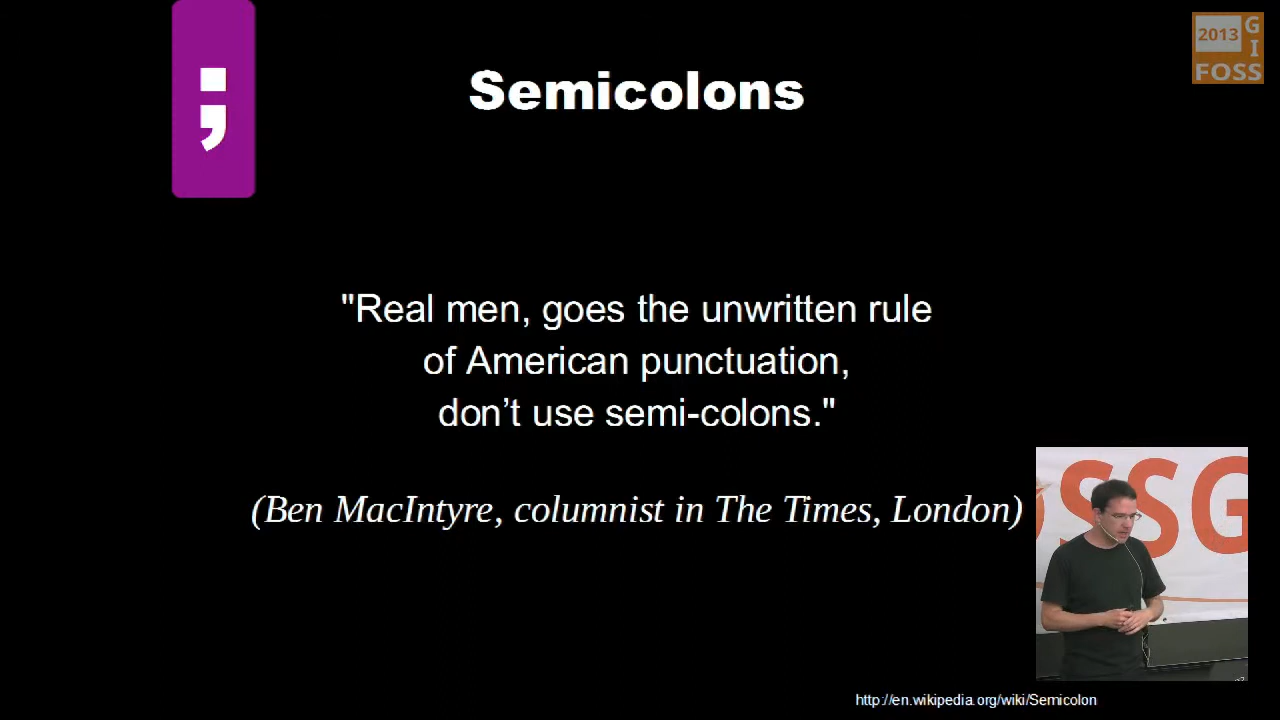 ;
Semicolons
2013
G
I
FOSS
"Real men, goes the unwritten rule
of American punctuation,
don’t use semi-colons."
(Ben MacIntyre, columnist in The Times, London)
OSSG
http://en.wikipedia.org/wiki/Semicolon